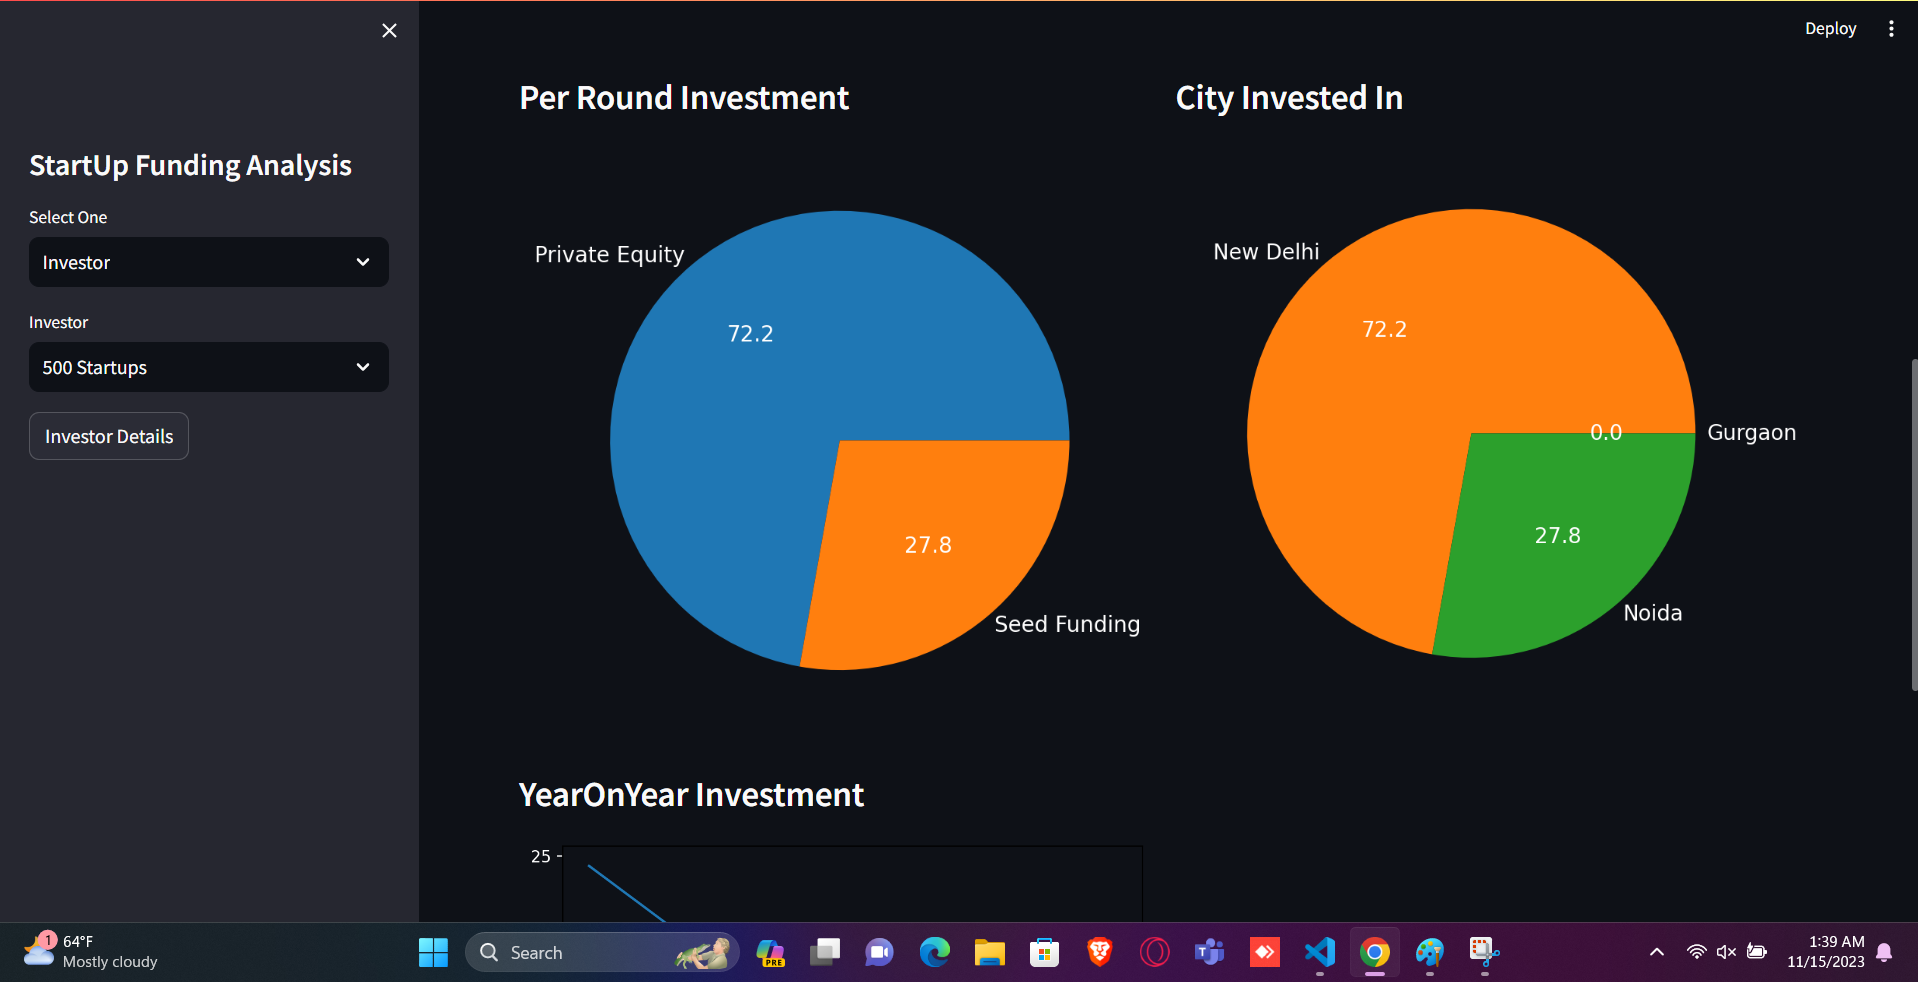 Deploy
StartUp Funding Analysis
Select One
Investor
Investor
500 Startups
Investor Details
Per Round Investment
Private Equity
72.2
27.8
Seed Funding
City Invested In
New Delhi
72.2
0.0
Gurgaon
27.8
Noida
YearOnYear Investment
25
1
64°F
Mostly cloudy
Search
PRE
T
1:39 AM
11/15/2023